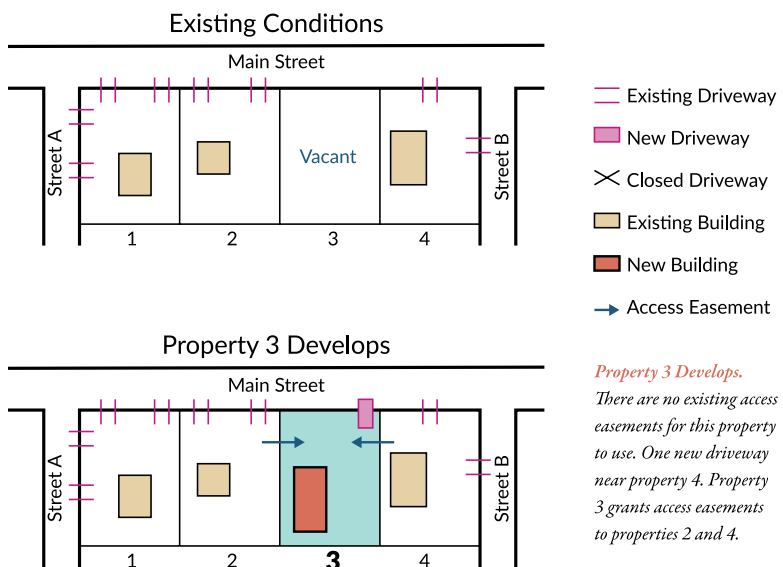 Existing Conditions
Main Street
Street A
Vacant
Street B
1 2 3 4
Existing Driveway
New Driveway
Closed Driveway
Existing Building
New Building
Access Easement
Property 3 Develops
Main Street
Street A
Street B
1 2 3 4
Property 3 Develops.
There are no existing access
easements for this property
to use. One new driveway
near property 4. Property
3 grants access easements
to properties 2 and 4.